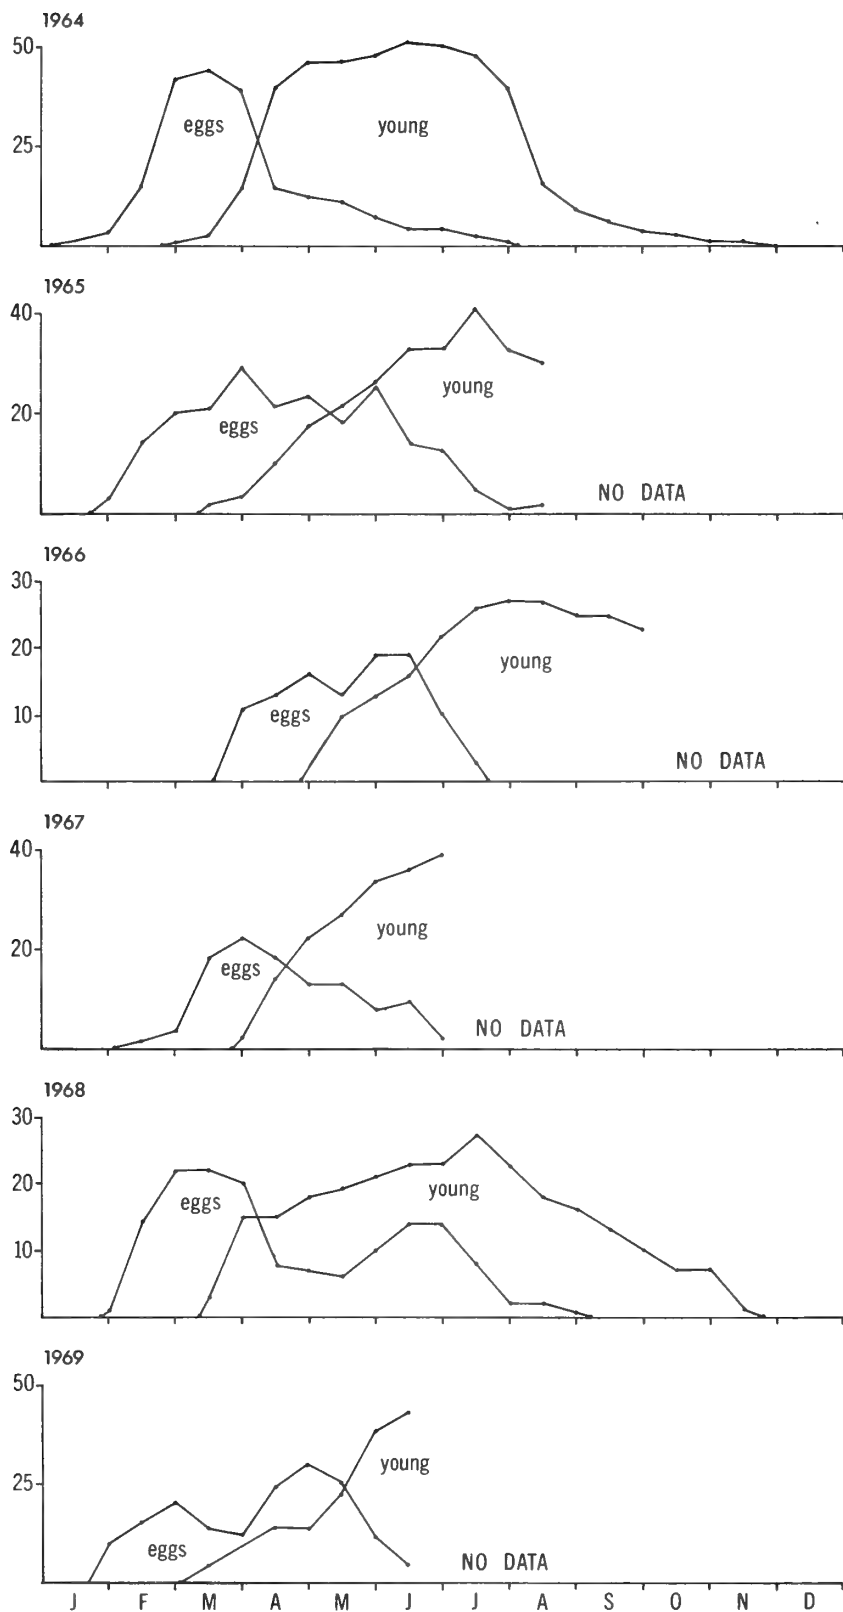 1964
50
25
eggs
young
1965
40
20
eggs
young
NO DATA
1966
30
20
10
eggs
young
NO DATA
1967
40
20
eggs
young
NO DATA
1968
30
20
10
eggs
young
1969
50
25
eggs
young
NO DATA
J F M A M J J A S O N D